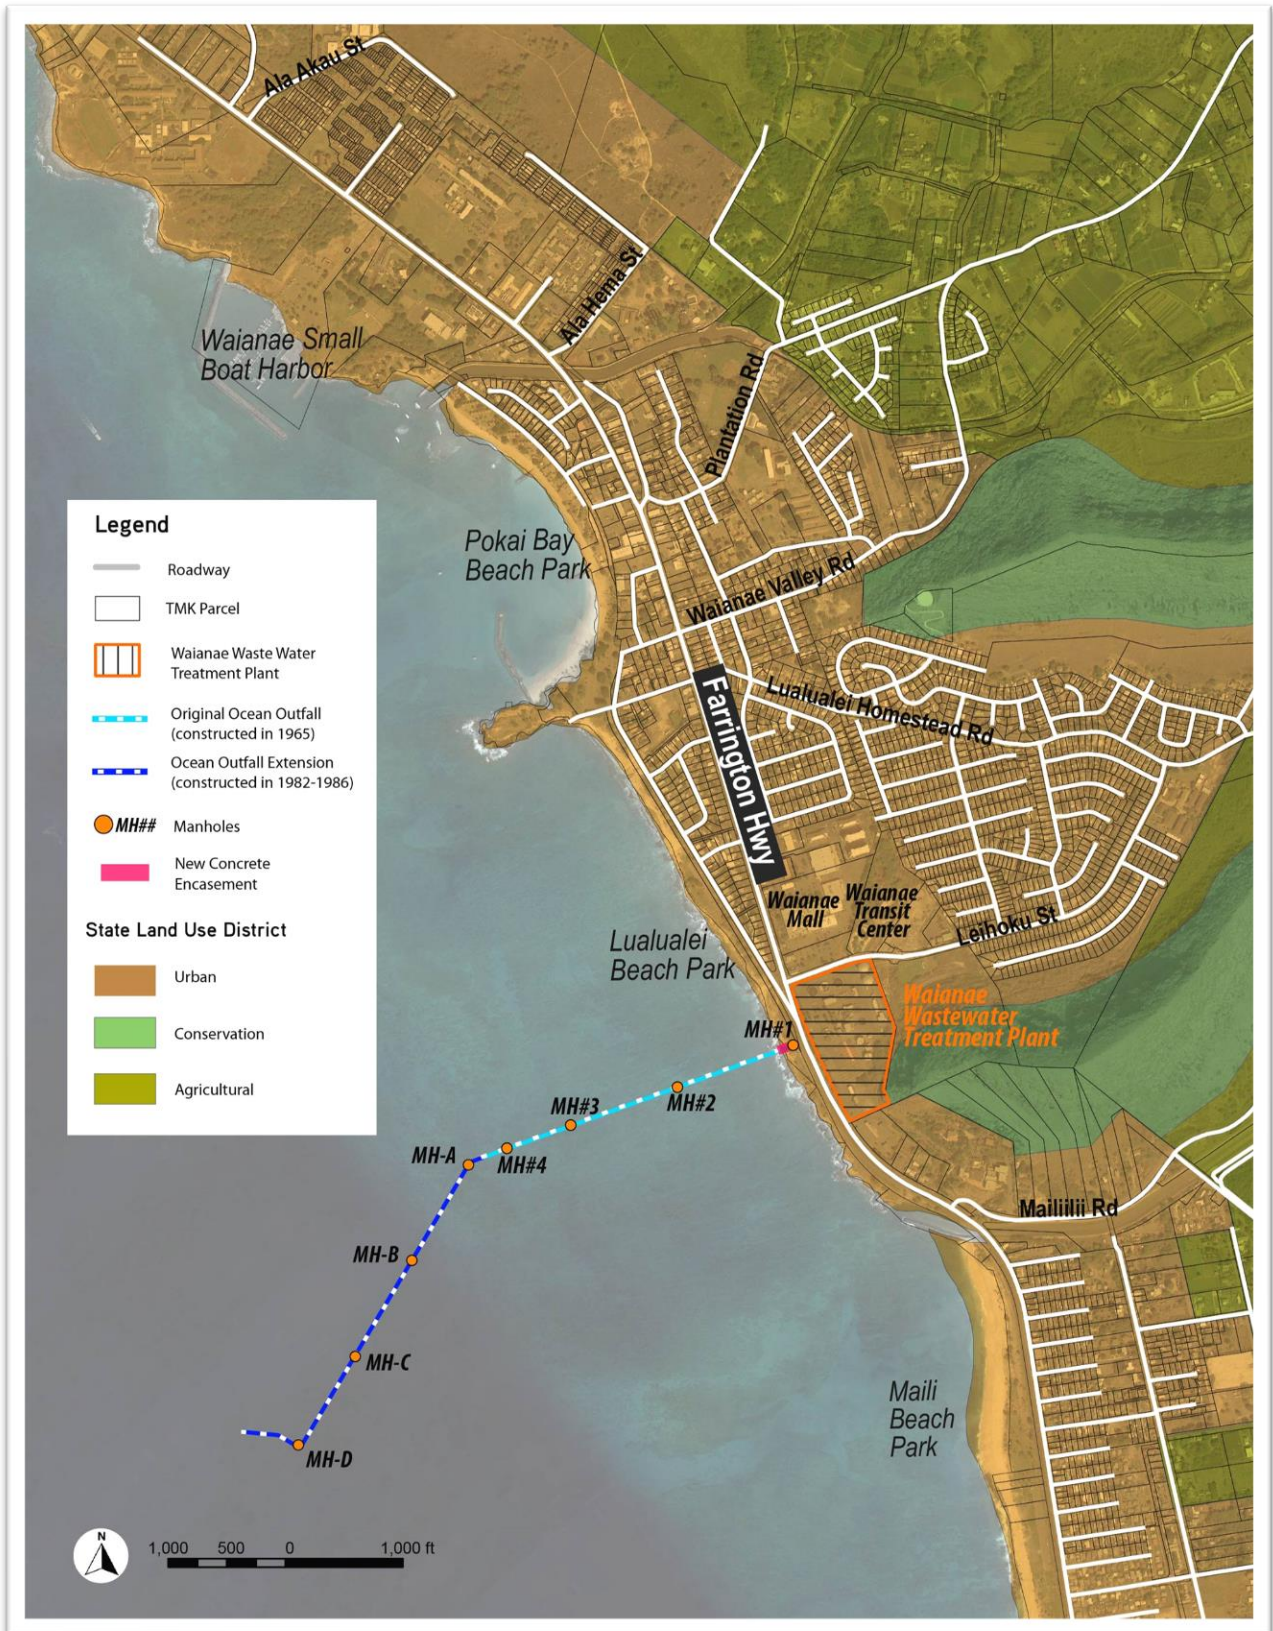 Ala Akau St
Ala Hema St
Waianae Small
Boat Harbor
Plantation Rd
Pokai Bay
Beach Park
Waianae Valley Rd
Lualualei Homestead Rd
Farrington Hwy
Waianae
Mall
Waianae
Transit
Center
Leihoku St
Lualualei
Beach Park
Waianae
Wastewater
Treatment Plant
MH#1
MH#2
MH#3
MH#4
MH-A
MH-B
MH-C
MH-D
Mailiilii Rd
Maili
Beach
Park
Legend
Roadway
TMK Parcel
Waianae Waste Water
Treatment Plant
Original Ocean Outfall
(constructed in 1965)
Ocean Outfall Extension
(constructed in 1982-1986)
MH## Manholes
New Concrete
Encasement
State Land Use District
Urban
Conservation
Agricultural
N
1,000 500 0 1,000 ft